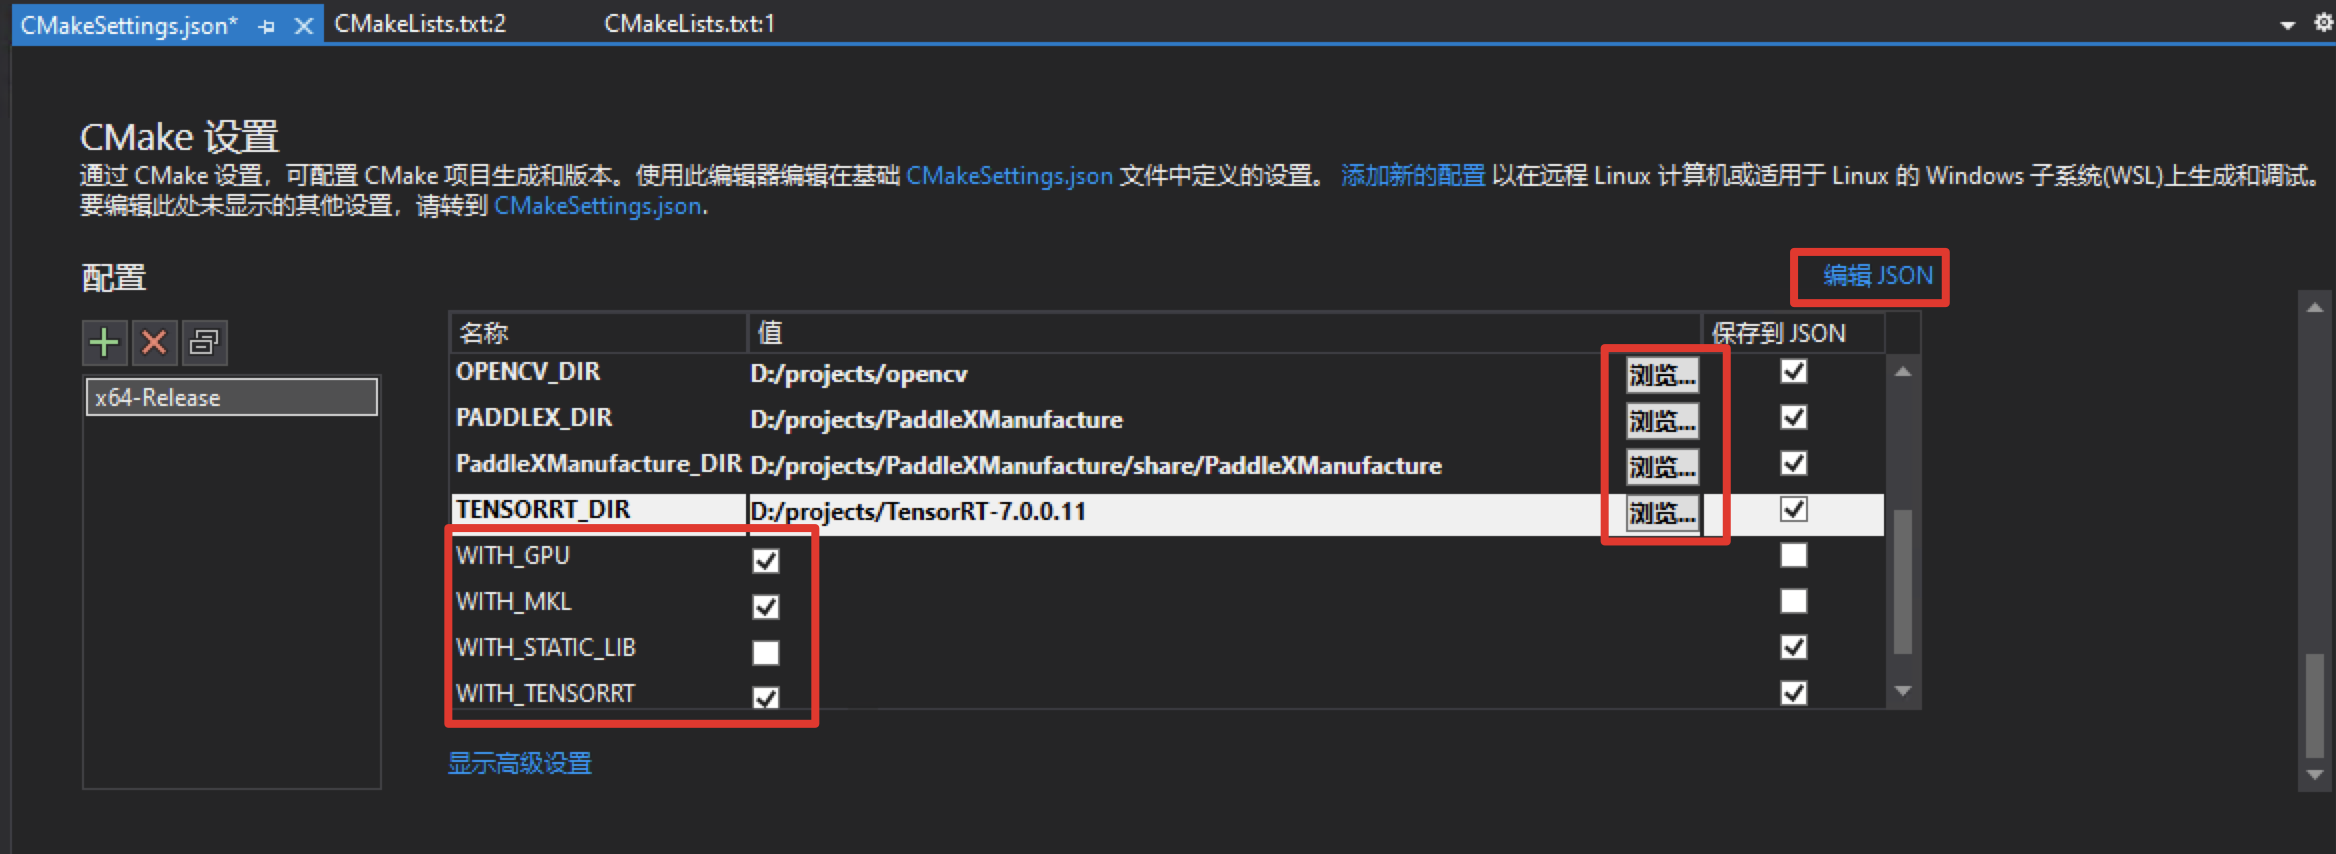 CMakeSettings.json* CMakeLists.txt:2 CMakeLists.txt:1
CMake 设置
通过 CMake 设置，可配置 CMake 项目生成和版本。使用此编辑器编辑在基础 CMakeSettings.json 文件中定义的设置。 添加新的配置 以在远程 Linux 计算机或适用于 Linux 的 Windows 子系统(WSL)上生成和调试。
要编辑此处未显示的其他设置，请转到 CMakeSettings.json.
配置
编辑 JSON
x64-Release
名称 值 保存到 JSON
OPENCV_DIR D:/projects/opencv 浏览...
PADDLEX_DIR D:/projects/PaddleXManufacture 浏览...
PaddleXManufacture_DIR D:/projects/PaddleXManufacture/share/PaddleXManufacture 浏览...
TENSORRT_DIR D:/projects/TensorRT-7.0.0.11 浏览...
WITH_GPU
WITH_MKL
WITH_STATIC_LIB
WITH_TENSORRT
显示高级设置